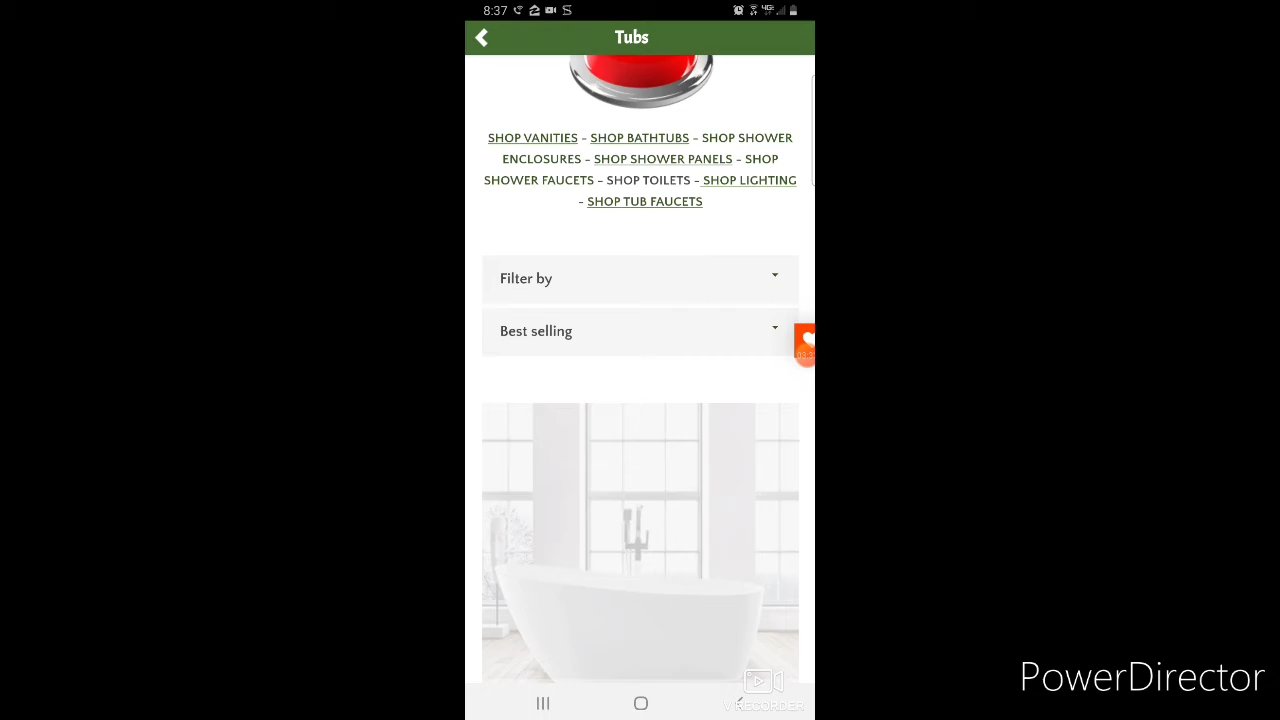 8:37
Tubs
SHOP VANITIES - SHOP BATHTUBS - SHOP SHOWER
ENCLOSURES - SHOP SHOWER PANELS - SHOP
SHOWER FAUCETS - SHOP TOILETS - SHOP LIGHTING
- SHOP TUB FAUCETS
Filter by
Best selling
VIRECORDER
PowerDirector